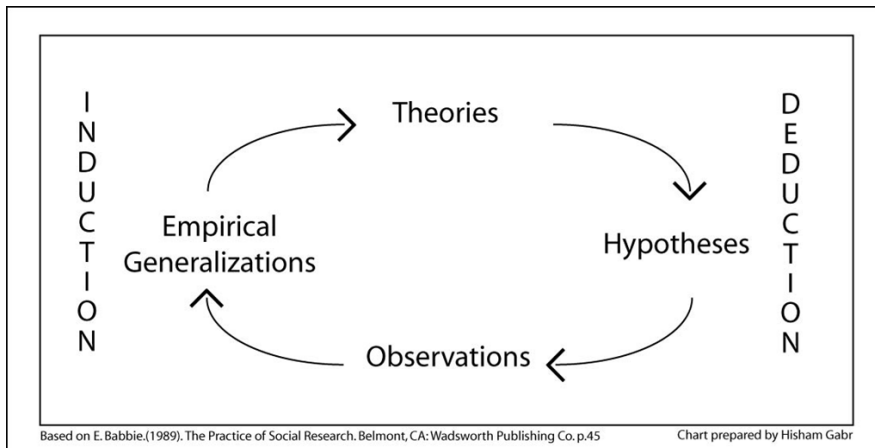 INDUCTION
Theories
DEDUCTION
Empirical
Generalizations
Hypotheses
Observations
Based on E. Babbie.(1989). The Practice of Social Research. Belmont, CA: Wadsworth Publishing Co. p.45
Chart prepared by Hisham Gabr